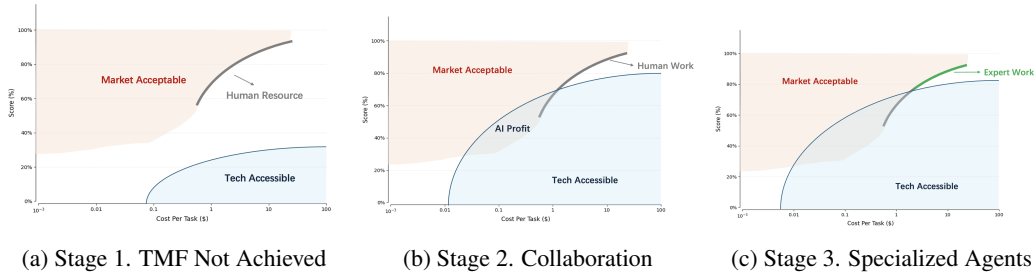 100%
80%
60%
40%
20%
0%
Score (%)
Market Acceptable
Human Resource
Tech Accessible
10⁻³
0.01
0.1
1
10
100
Cost Per Task ($)
(a) Stage 1. TMF Not Achieved
100%
80%
60%
40%
20%
0%
Score (%)
Market Acceptable
Human Work
AI Profit
Tech Accessible
10⁻³
0.01
0.1
1
10
100
Cost Per Task ($)
(b) Stage 2. Collaboration
100%
80%
60%
40%
20%
0%
Score (%)
Market Acceptable
Expert Work
Tech Accessible
10⁻³
0.01
0.1
1
10
100
Cost Per Task ($)
(c) Stage 3. Specialized Agents